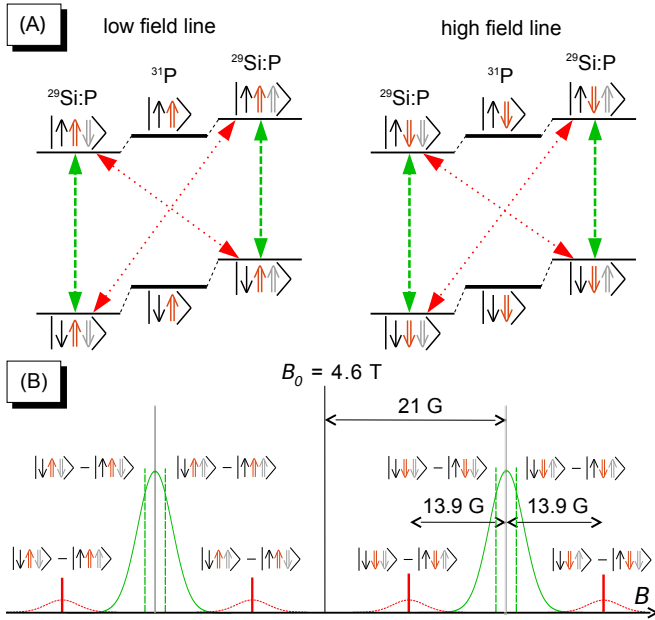 (A)
low field line
high field line
²⁹Si:P
³¹P
²⁹Si:P
²⁹Si:P
³¹P
²⁹Si:P
|↑⇑⇓⟩
|↑⇑⟩
|↑⇑⇑⟩
|↑⇓⇓⟩
|↑⇓⟩
|↑⇓⇑⟩
|↓⇑⇓⟩
|↓⇑⟩
|↓⇑⇑⟩
|↓⇓⇓⟩
|↓⇓⟩
|↓⇓⇑⟩
(B)
B₀ = 4.6 T
21 G
|↓⇑⇓⟩ – |↑⇑⇓⟩
|↓⇑⇑⟩ – |↑⇑⇑⟩
|↓⇓⇓⟩ – |↑⇓⇓⟩
|↓⇓⇑⟩ – |↑⇓⇑⟩
13.9 G
13.9 G
|↓⇑⇓⟩ – |↑⇑⇑⟩
|↓⇑⇑⟩ – |↑⇑⇓⟩
|↓⇓⇓⟩ – |↑⇓⇑⟩
|↓⇓⇑⟩ – |↑⇓⇓⟩
B